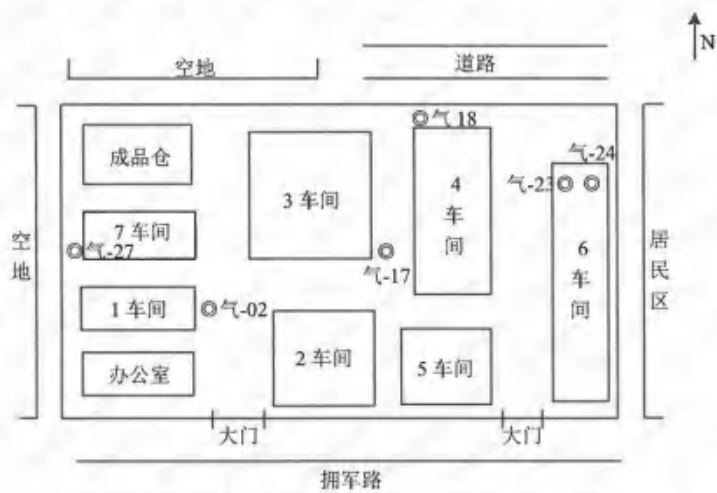 N
空地
道路
气 18
成品仓
气-24
3 车间
4
车
间
气-23
7 车间
空
地
气-27
气-17
6
车
间
居
民
区
1 车间
气-02
2 车间
5 车间
办公室
大门
大门
拥军路